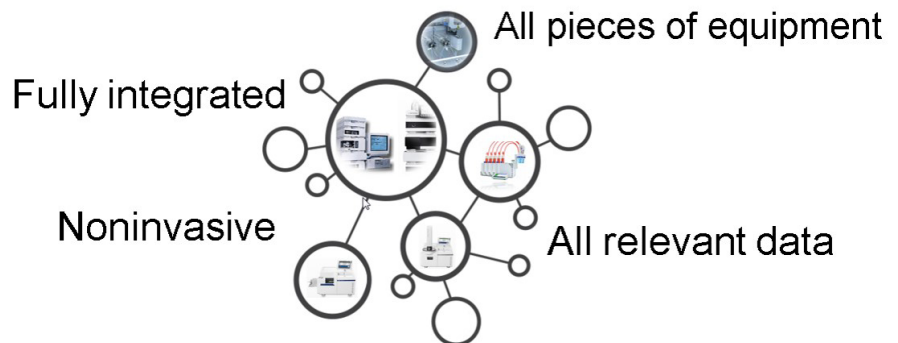 All pieces of equipment
Fully integrated
Noninvasive
All relevant data